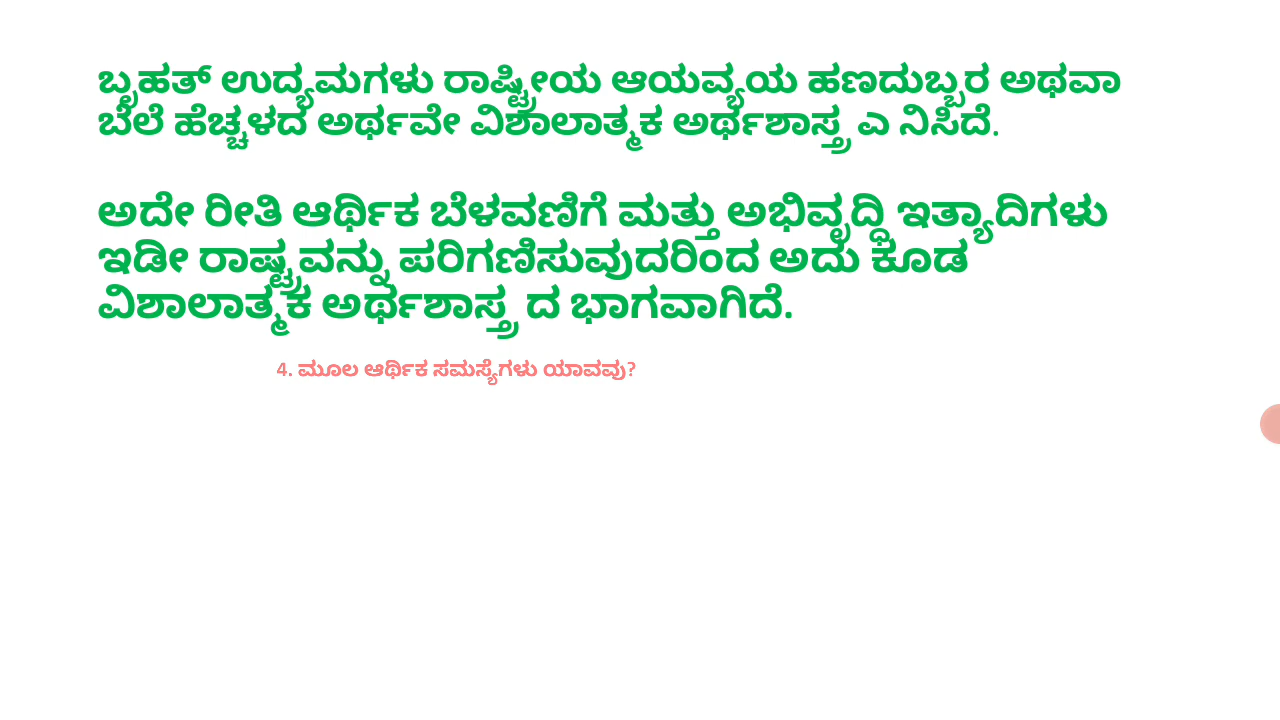 ಬೃಹತ್ ಉದ್ಯಮಗಳು ರಾಷ್ಟ್ರೀಯ ಆಯವ್ಯಯ ಹಣದುಬ್ಬರ ಅಥವಾ
ಬೆಲೆ ಹೆಚ್ಚಳದ ಅರ್ಥವೇ ವಿಶಾಲಾತ್ಮಕ ಅರ್ಥಶಾಸ್ತ್ರ ಎ ನಿಸಿದೆ.
ಅದೇ ರೀತಿ ಆರ್ಥಿಕ ಬೆಳವಣಿಗೆ ಮತ್ತು ಅಭಿವೃದ್ಧಿ ಇತ್ಯಾದಿಗಳು
ಇಡೀ ರಾಷ್ಟ್ರವನ್ನು ಪರಿಗಣಿಸುವುದರಿಂದ ಅದು ಕೂಡ
ವಿಶಾಲಾತ್ಮಕ ಅರ್ಥಶಾಸ್ತ್ರ ದ ಭಾಗವಾಗಿದೆ.
4. ಮೂಲ ಆರ್ಥಿಕ ಸಮಸ್ಯೆಗಳು ಯಾವವು?